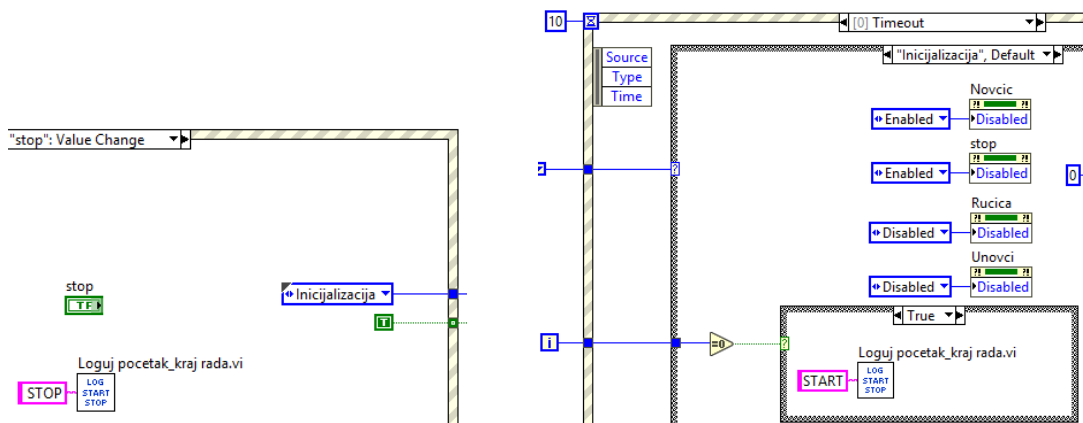 "stop": Value Change
stop
TF
Inicijalizacija
T
Loguj pocetak_kraj rada.vi
STOP
LOG
START
STOP
10
[0] Timeout
Source
Type
Time
"Inicijalizacija", Default
Novcic
Enabled
?! ?!
Disabled
stop
Enabled
?! ?!
Disabled
0
Rucica
Disabled
?! ?!
Disabled
Unovci
Disabled
?! ?!
Disabled
?
True
i
=0
?
Loguj pocetak_kraj rada.vi
START
LOG
START
STOP